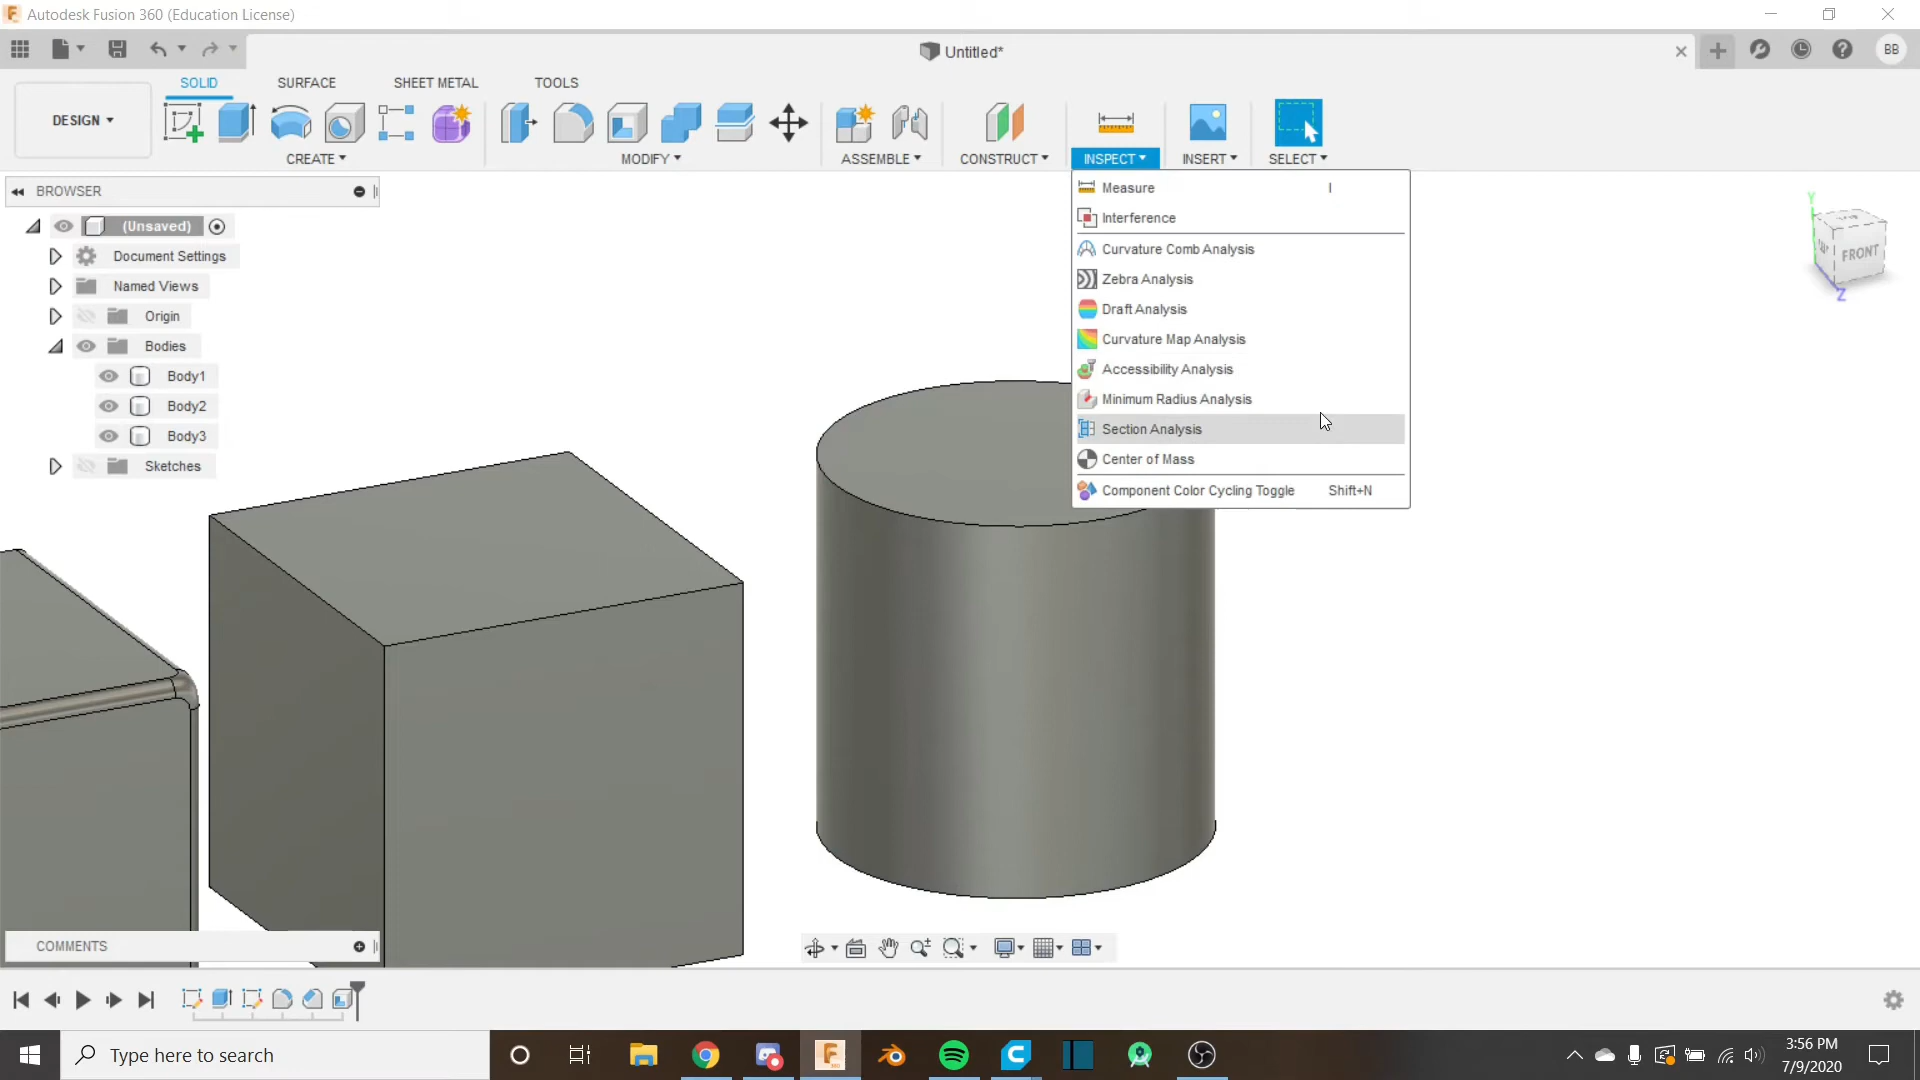 Autodesk Fusion 360 (Education License)
Untitled*
BB
SOLID SURFACE SHEET METAL TOOLS
DESIGN
CREATE MODIFY ASSEMBLE CONSTRUCT INSPECT INSERT SELECT
BROWSER
(Unsaved)
Document Settings
Named Views
Origin
Bodies
Body1
Body2
Body3
Sketches
Measure I
Interference
Curvature Comb Analysis
Zebra Analysis
Draft Analysis
Curvature Map Analysis
Accessibility Analysis
Minimum Radius Analysis
Section Analysis
Center of Mass
Component Color Cycling Toggle Shift+N
Y
FRONT
Z
COMMENTS
Type here to search
3:56 PM
7/9/2020